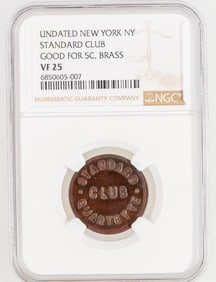 UNDATED NEW YORK NY
STANDARD CLUB
GOOD FOR 5C, BRASS
VF 25
6850605-007
NUMISMATIC GUARANTY COMPANY
NGC
STANDARD
CLUB
QUARTETTE